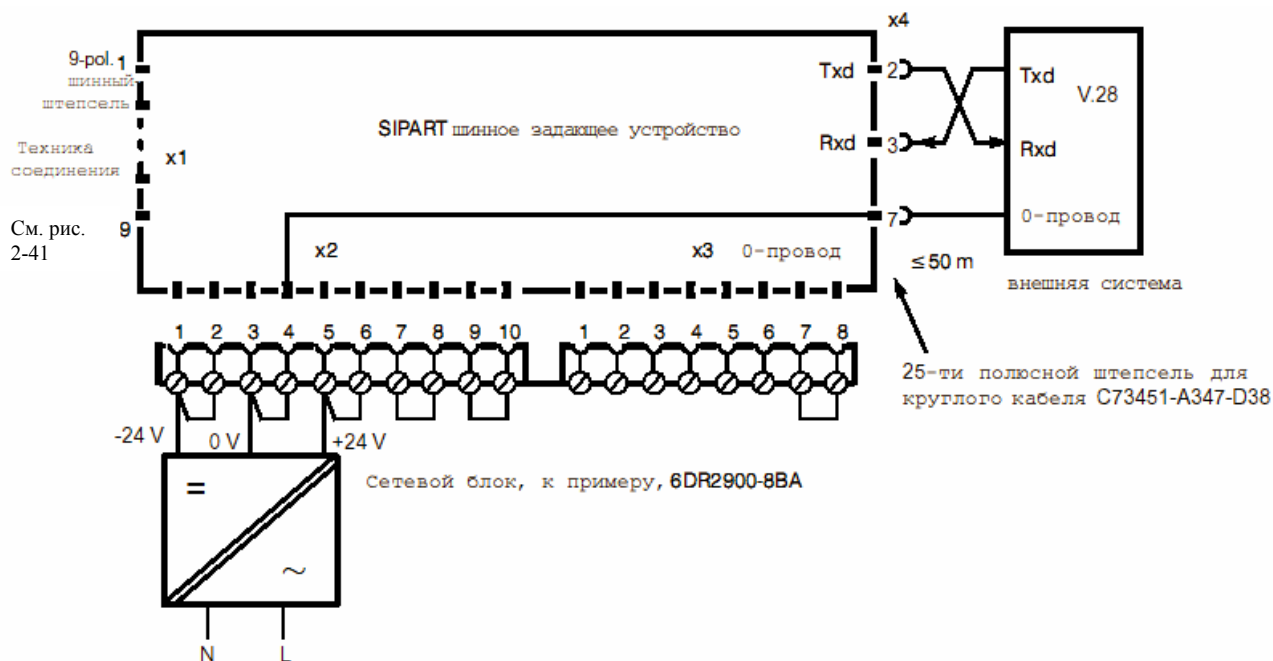 x4
9-pol. 1
шинный
штепсель
Техника
соединения
x1
См. рис.
2-41
9
SIPART шинное задающее устройство
Txd 2
Rxd 3
7
Txd
V.28
Rxd
0-провод
x2
x3 0-провод
≤ 50 m
внешняя система
1 2 3 4 5 6 7 8 9 10
1 2 3 4 5 6 7 8
25-ти полюсной штепсель для
круглого кабеля C73451-A347-D38
-24 V 0 V +24 V
Сетевой блок, к примеру, 6DR2900-8BA
=
~
N L